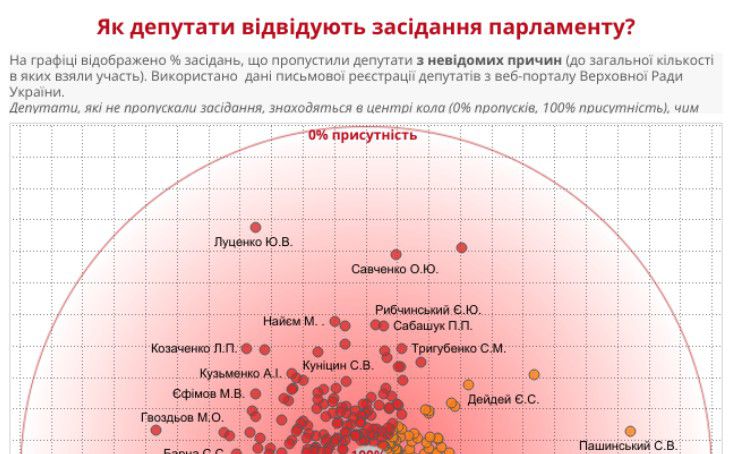 Як депутати відвідують засідання парламенту?
На графіці відображено % засідань, що пропустили депутати з невідомих причин (до загальної кількості
в яких взяли участь). Використано дані письмової реєстрації депутатів з веб-порталу Верховної Ради
України.
Депутати, які не пропускали засідання, знаходяться в центрі кола (0% пропусків, 100% присутність), чим
0% присутність
Луценко Ю.В.
Савченко О.Ю.
Рибчинський Є.Ю.
Найєм М. .
Сабашук П.П.
Козаченко Л.П.
Тригубенко С.М.
Куніцин С.В.
Кузьменко А.І.
Єфімов М.В.
Дейдей Є.С.
Гвоздьов М.О.
Пашинський С.В.
Барна С.С.
100%